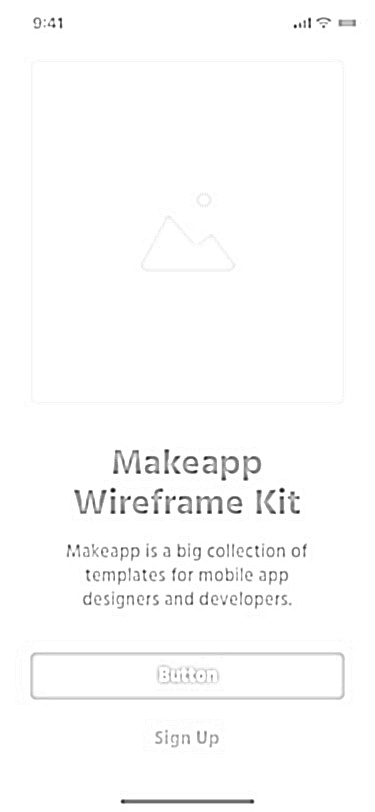 9:41
Makeapp
Wireframe Kit
Makeapp is a big collection of
templates for mobile app
designers and developers.
Button
Sign Up